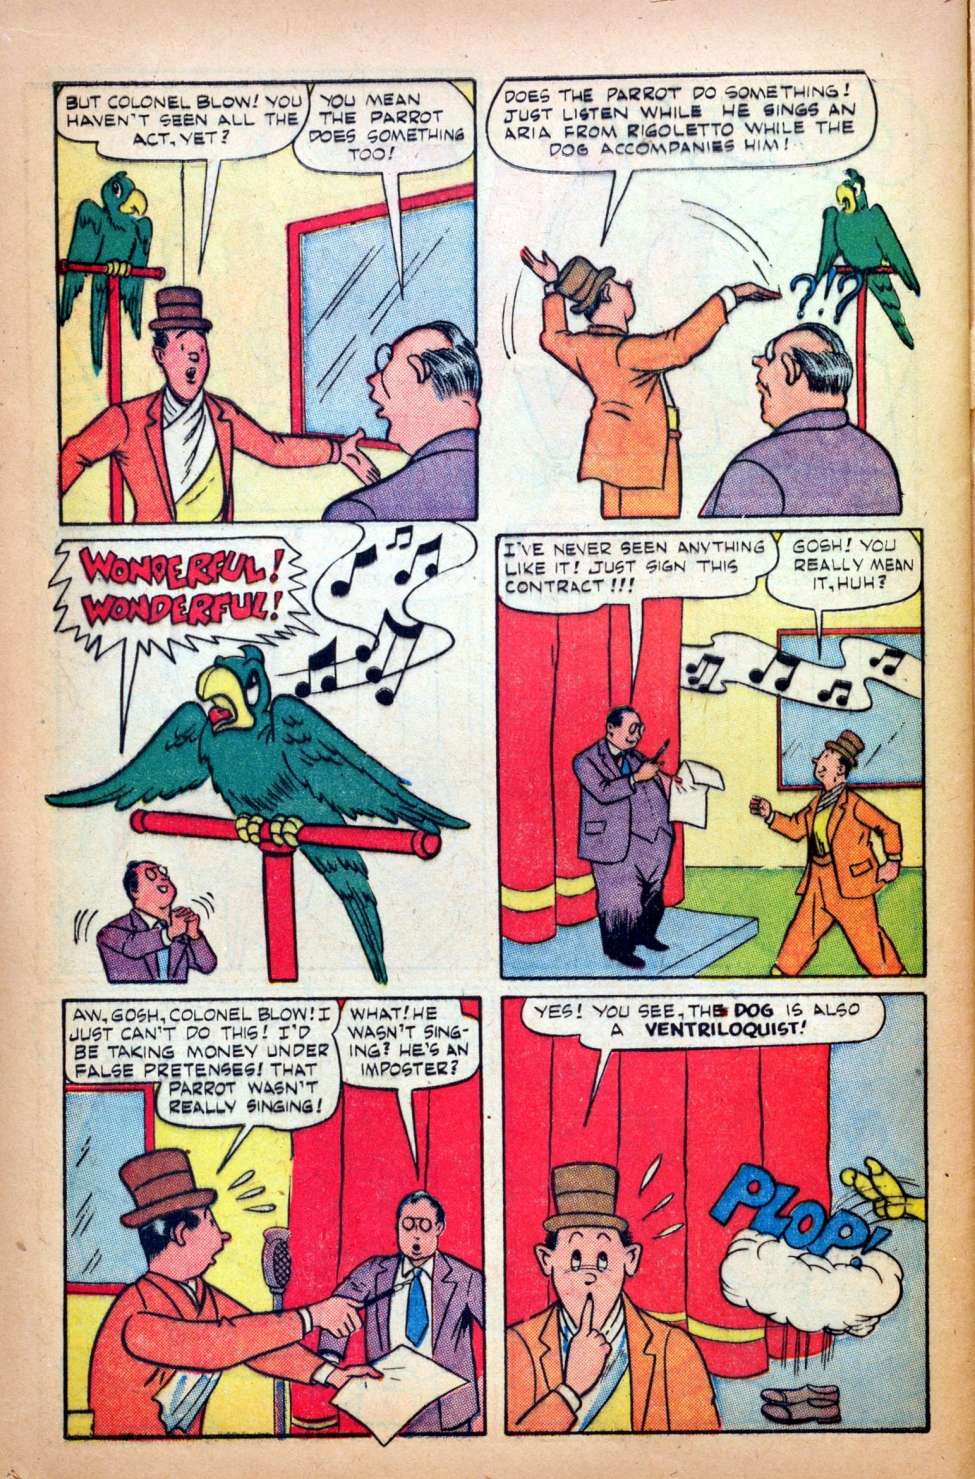 BUT COLONEL BLOW! YOU
HAVEN'T SEEN ALL THE
ACT, YET?
YOU MEAN
THE PARROT
DOES SOMETHING
TOO!
DOES THE PARROT DO SOMETHING!
JUST LISTEN WHILE HE SINGS AN
ARIA FROM RIGOLETTO WHILE THE
DOG ACCOMPANIES HIM!
?!?
WONDERFUL!
WONDERFUL!
I'VE NEVER SEEN ANYTHING
LIKE IT! JUST SIGN THIS
CONTRACT!!!
GOSH! YOU
REALLY MEAN
IT, HUH?
AW, GOSH, COLONEL BLOW! I
JUST CAN'T DO THIS! I'D
BE TAKING MONEY UNDER
FALSE PRETENSES! THAT
PARROT WASN'T
REALLY SINGING!
WHAT! HE
WASN'T SING-
ING? HE'S AN
IMPOSTER?
YES! YOU SEE, THE DOG IS ALSO
A VENTRILOQUIST!
PLOP!